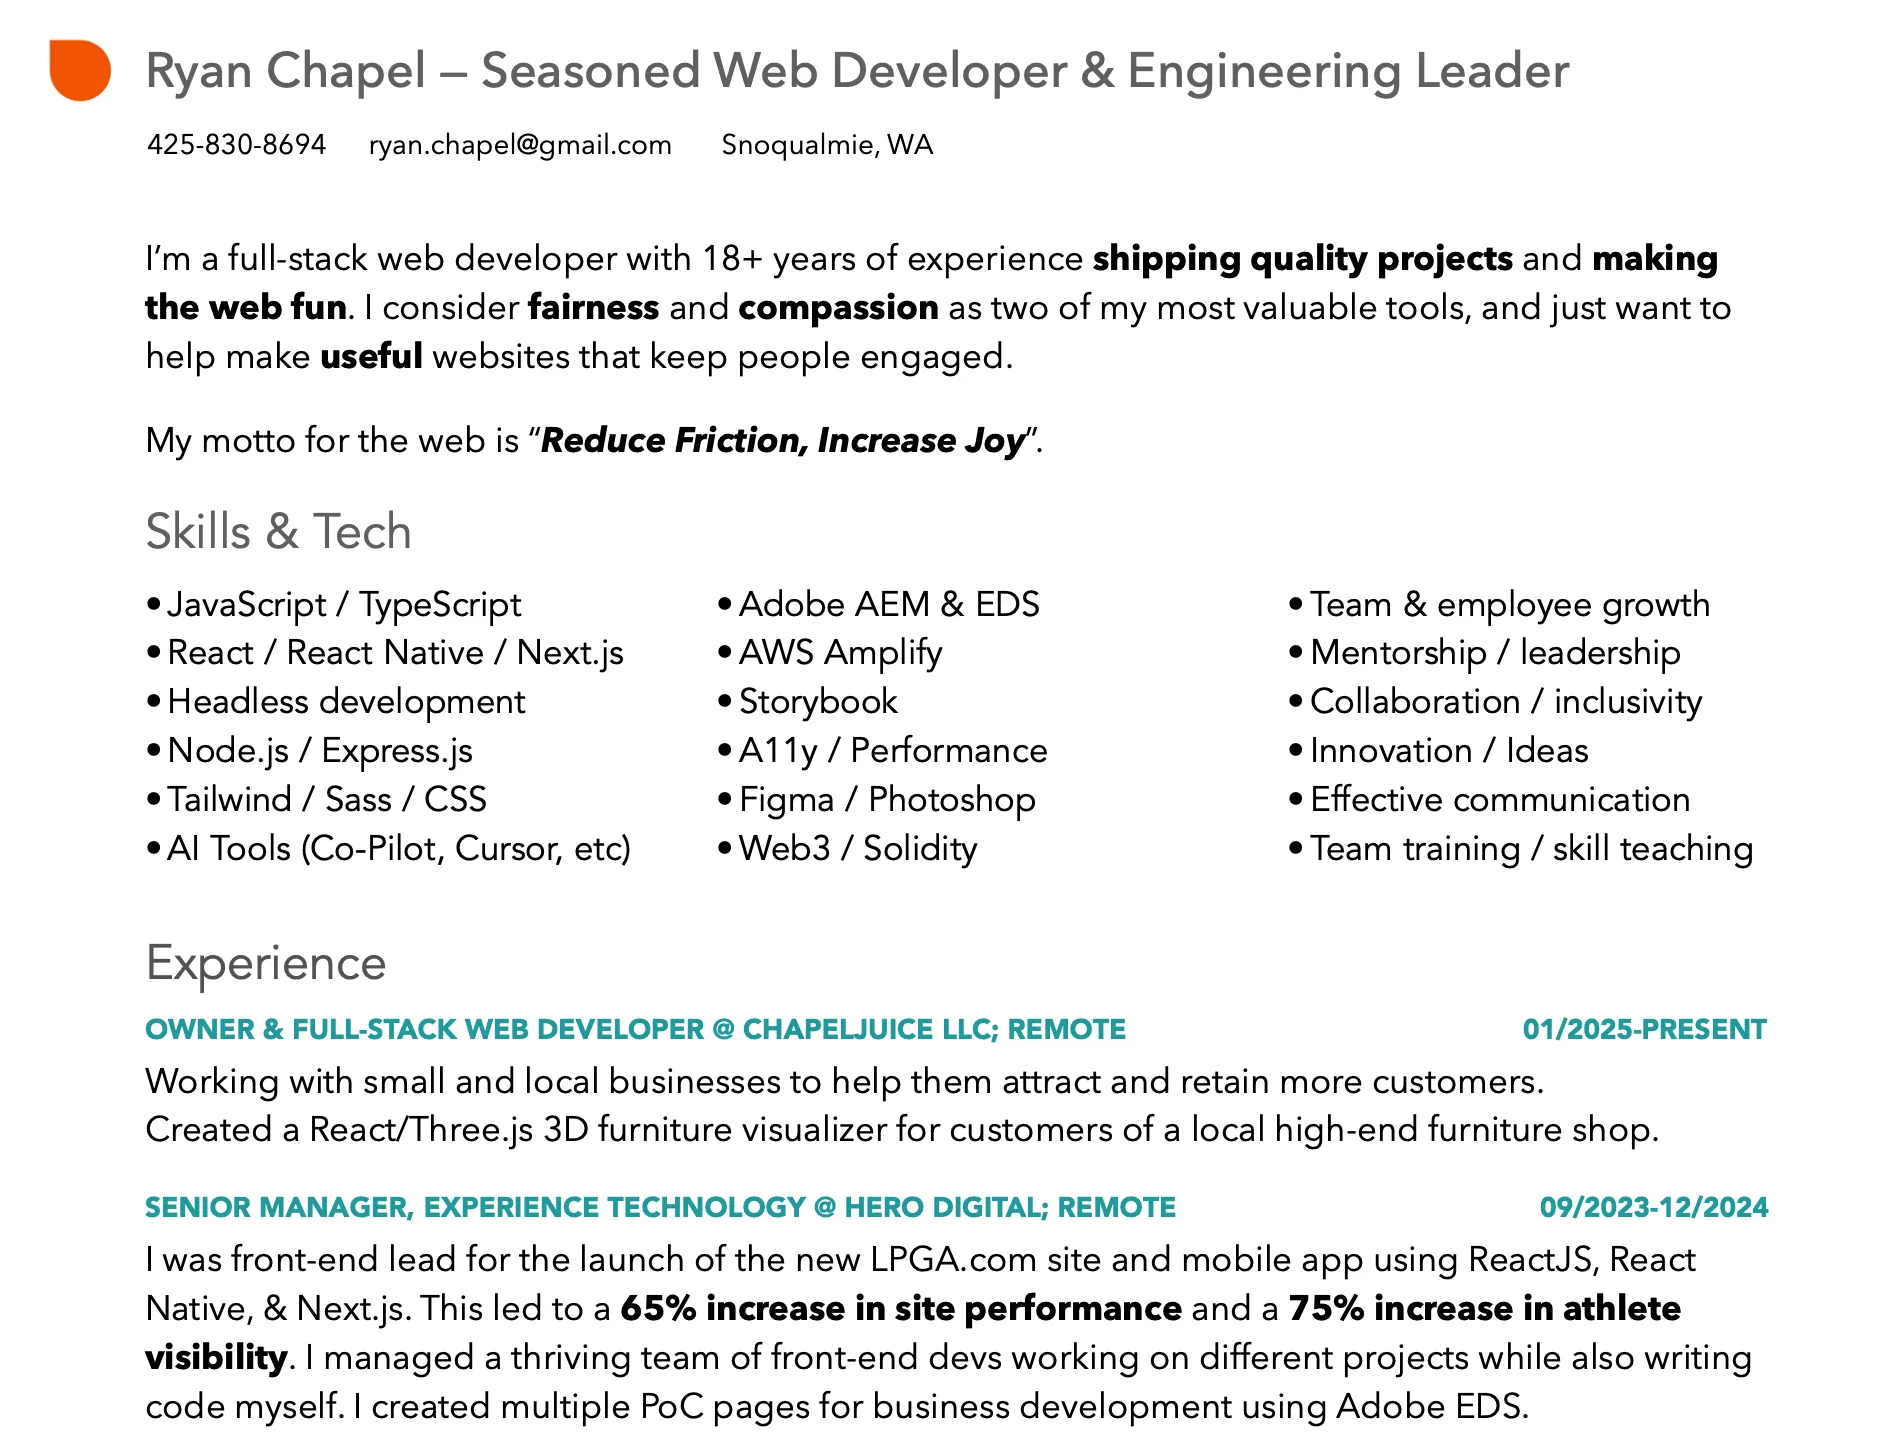 Ryan Chapel – Seasoned Web Developer & Engineering Leader
425-830-8694 ryan.chapel@gmail.com Snoqualmie, WA
I’m a full-stack web developer with 18+ years of experience shipping quality projects and making
the web fun. I consider fairness and compassion as two of my most valuable tools, and just want to
help make useful websites that keep people engaged.
My motto for the web is “Reduce Friction, Increase Joy”.
Skills & Tech
• JavaScript / TypeScript
• React / React Native / Next.js
• Headless development
• Node.js / Express.js
• Tailwind / Sass / CSS
• AI Tools (Co-Pilot, Cursor, etc)
• Adobe AEM & EDS
• AWS Amplify
• Storybook
• A11y / Performance
• Figma / Photoshop
• Web3 / Solidity
• Team & employee growth
• Mentorship / leadership
• Collaboration / inclusivity
• Innovation / Ideas
• Effective communication
• Team training / skill teaching
Experience
OWNER & FULL-STACK WEB DEVELOPER @ CHAPELJUICE LLC; REMOTE 01/2025-PRESENT
Working with small and local businesses to help them attract and retain more customers.
Created a React/Three.js 3D furniture visualizer for customers of a local high-end furniture shop.
SENIOR MANAGER, EXPERIENCE TECHNOLOGY @ HERO DIGITAL; REMOTE 09/2023-12/2024
I was front-end lead for the launch of the new LPGA.com site and mobile app using ReactJS, React
Native, & Next.js. This led to a 65% increase in site performance and a 75% increase in athlete
visibility. I managed a thriving team of front-end devs working on different projects while also writing
code myself. I created multiple PoC pages for business development using Adobe EDS.